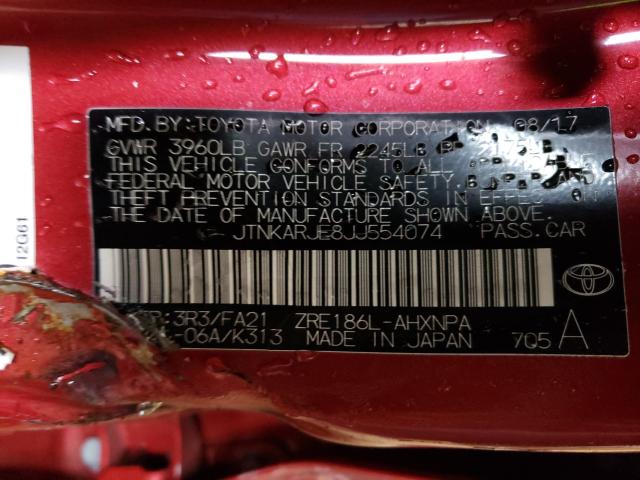 MFD. BY: TOYOTA MOTOR CORPORATION 08/17
GVWR 3960LB GAWR FR 2245LB
THIS VEHICLE CONFORMS TO ALL
FEDERAL MOTOR VEHICLE SAFETY,
THEFT PREVENTION STANDARDS IN EFFECT ON
THE DATE OF MANUFACTURE SHOWN ABOVE.
JTNKARJE8JJ554074 PASS.CAR
:3R3/FA21 ZRE186L-AHXNPA
-06A/K313 MADE IN JAPAN 7Q5 A
12G61